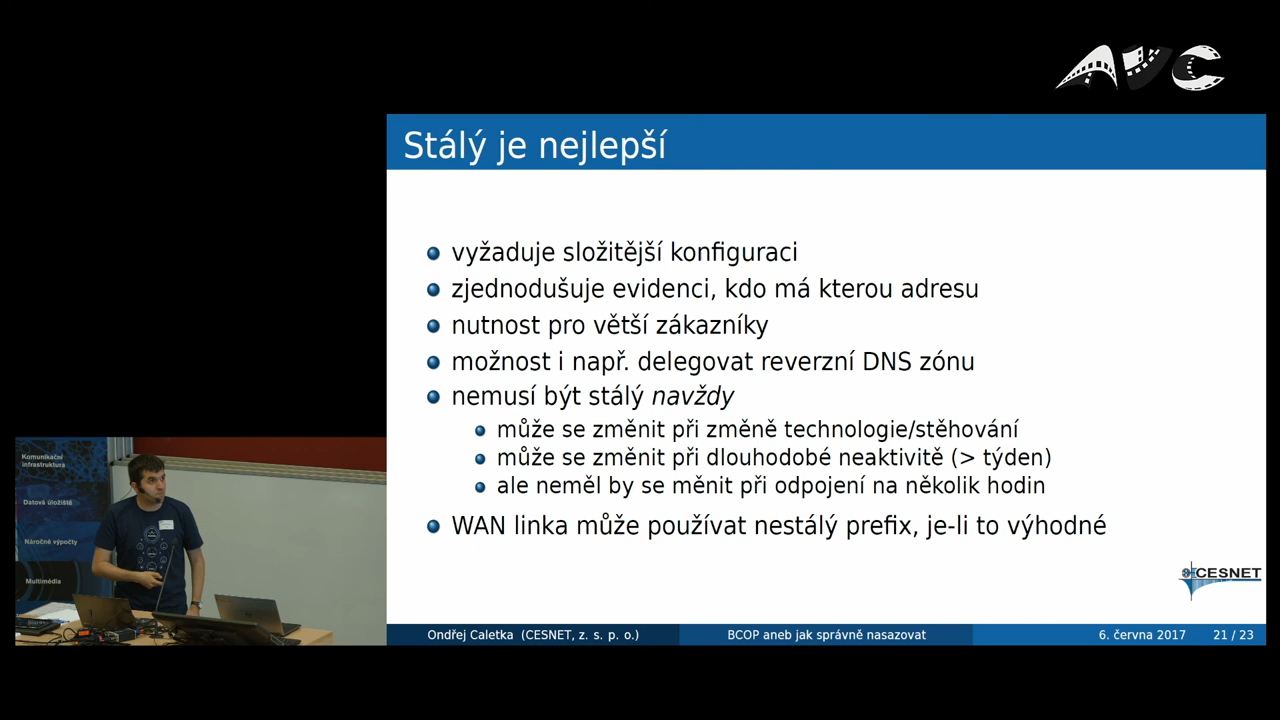 AVC
Stálý je nejlepší
vyžaduje složitější konfiguraci
zjednodušuje evidenci, kdo má kterou adresu
nutnost pro větší zákazníky
možnost i např. delegovat reverzní DNS zónu
nemusí být stálý navždy
může se změnit při změně technologie/stěhování
může se změnit při dlouhodobé neaktivitě (> týden)
ale neměl by se měnit při odpojení na několik hodin
WAN linka může používat nestálý prefix, je-li to výhodné
CESNET
Ondřej Caletka (CESNET, z. s. p. o.)
BCOP aneb jak správně nasazovat
6. června 2017
21 / 23
Komunikační
infrastruktura
Datová úložiště
Náročné výpočty
Multimédia